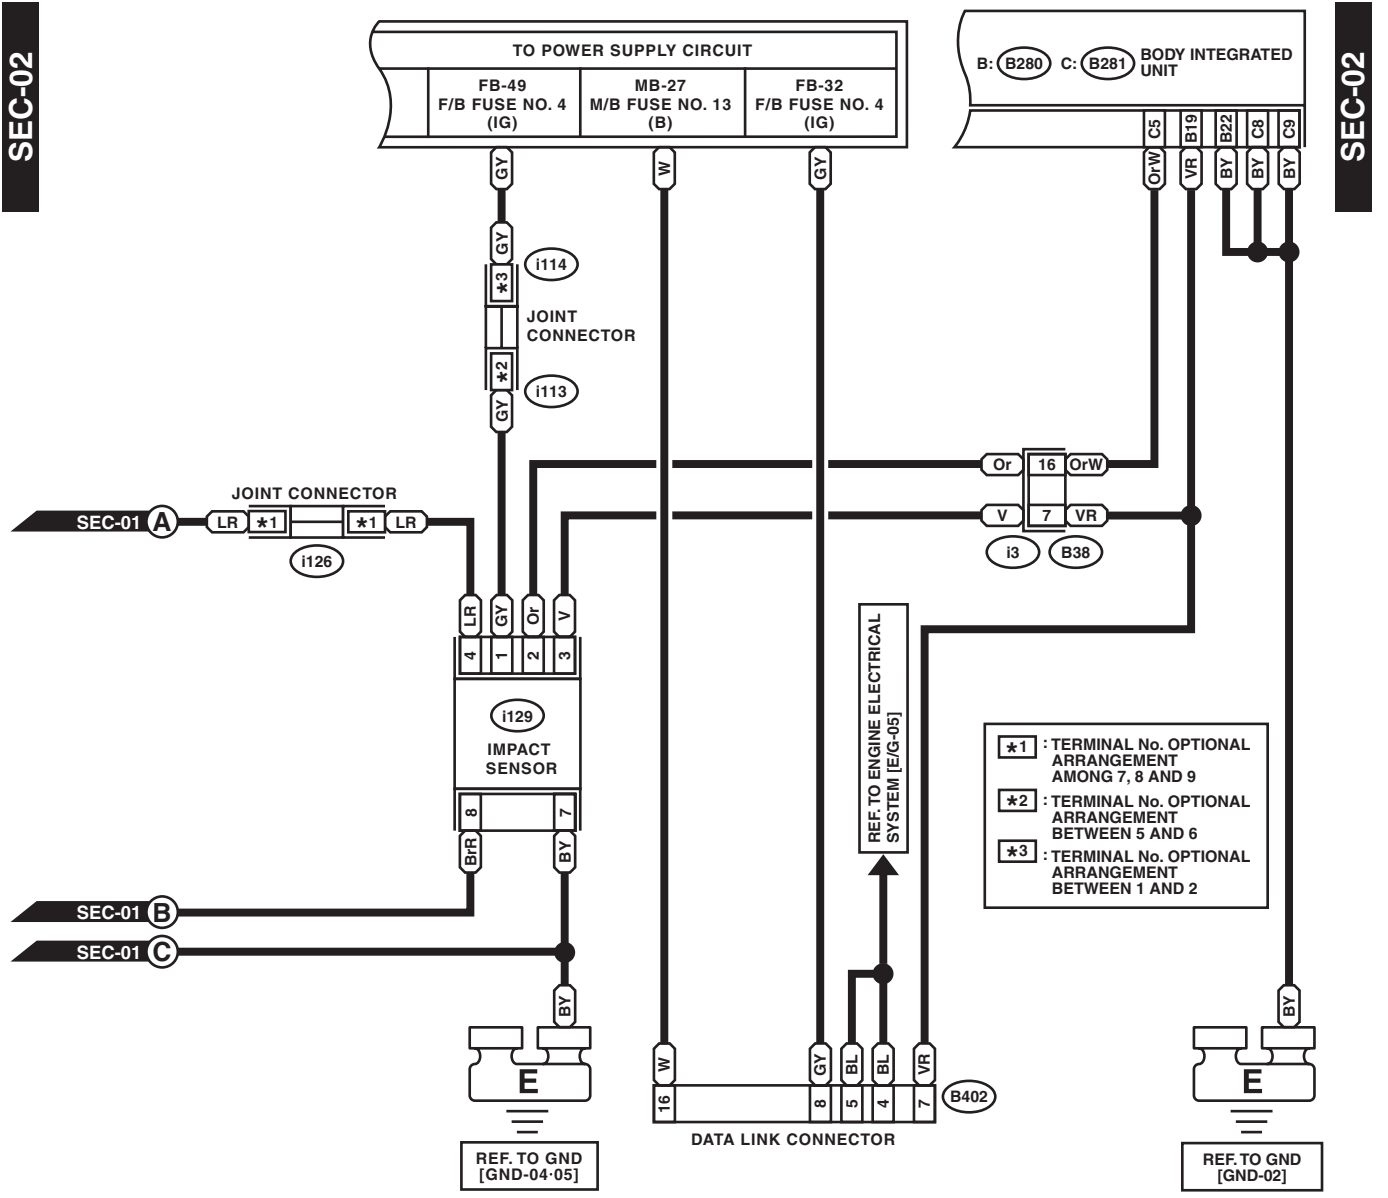 SEC-02
SEC-02
TO POWER SUPPLY CIRCUIT
FB-49
F/B FUSE NO. 4
(IG)
MB-27
M/B FUSE NO. 13
(B)
FB-32
F/B FUSE NO. 4
(IG)
B: B280 C: B281 BODY INTEGRATED
UNIT
C5 B19 B22 C8 C9
GY W GY OrW VR BY BY BY
GY
i114
*3
JOINT
CONNECTOR
*2
i113
GY
Or 16 OrW
V 7 VR
i3 B38
JOINT CONNECTOR
SEC-01 A LR *1 *1 LR
i126
LR GY Or V
4 1 2 3
i129
IMPACT
SENSOR
8 7
BrR BY
SEC-01 B
SEC-01 C
BY
E
REF. TO GND
[GND-04·05]
REF. TO ENGINE ELECTRICAL
SYSTEM [E/G-05]
*1 : TERMINAL No. OPTIONAL
ARRANGEMENT
AMONG 7, 8 AND 9
*2 : TERMINAL No. OPTIONAL
ARRANGEMENT
BETWEEN 5 AND 6
*3 : TERMINAL No. OPTIONAL
ARRANGEMENT
BETWEEN 1 AND 2
W GY BL BL VR
16 8 5 4 7
B402
DATA LINK CONNECTOR
BY
E
REF. TO GND
[GND-02]